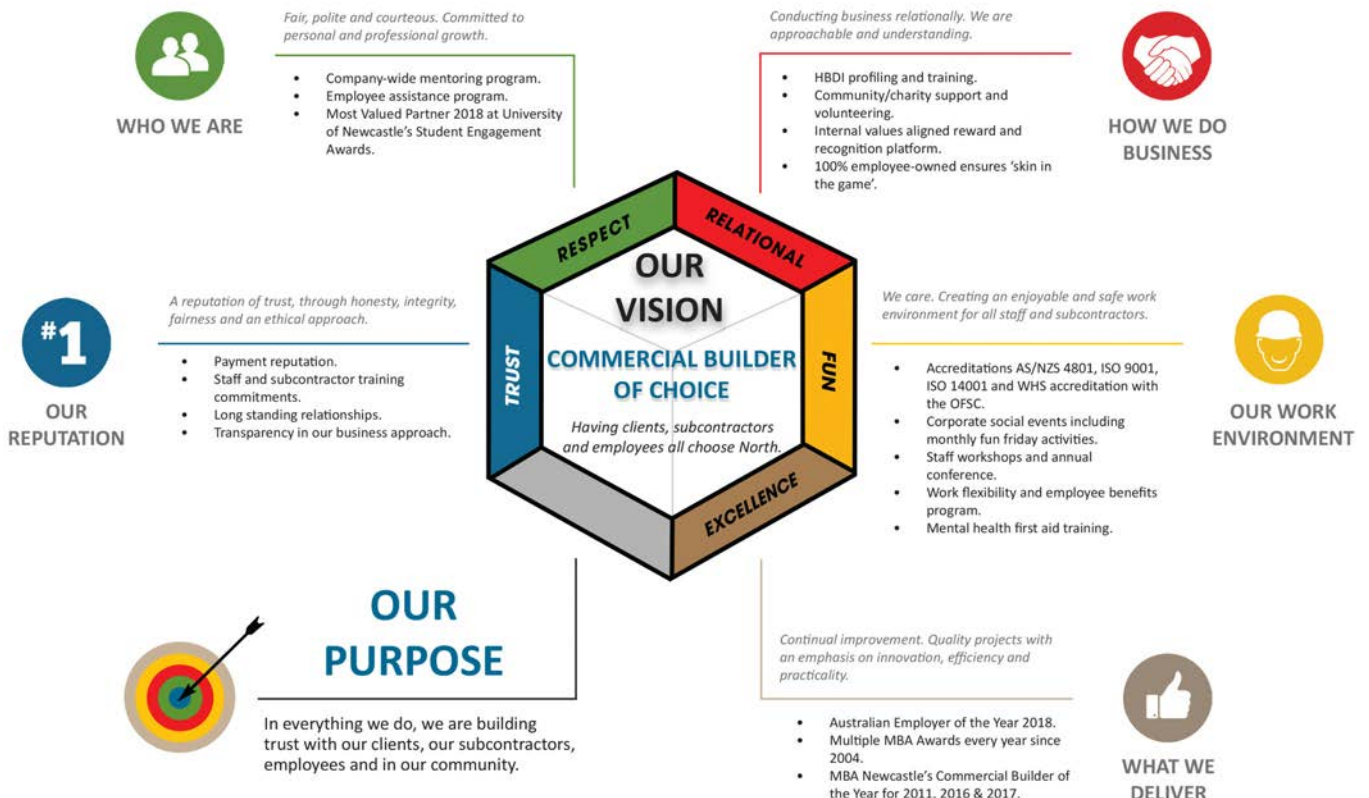 Fair, polite and courteous. Committed to
personal and professional growth.
WHO WE ARE
• Company-wide mentoring program.
• Employee assistance program.
• Most Valued Partner 2018 at University
of Newcastle's Student Engagement
Awards.
Conducting business relationally. We are
approachable and understanding.
• HBDI profiling and training.
• Community/charity support and
volunteering.
• Internal values aligned reward and
recognition platform.
• 100% employee-owned ensures ‘skin in
the game’.
HOW WE DO
BUSINESS
RESPECT
RELATIONAL
TRUST
FUN
EXCELLENCE
OUR
VISION
COMMERCIAL BUILDER
OF CHOICE
Having clients, subcontractors
and employees all choose North.
#1
OUR
REPUTATION
A reputation of trust, through honesty, integrity,
fairness and an ethical approach.
• Payment reputation.
• Staff and subcontractor training
commitments.
• Long standing relationships.
• Transparency in our business approach.
We care. Creating an enjoyable and safe work
environment for all staff and subcontractors.
• Accreditations AS/NZS 4801, ISO 9001,
ISO 14001 and WHS accreditation with
the OFSC.
• Corporate social events including
monthly fun friday activities.
• Staff workshops and annual
conference.
• Work flexibility and employee benefits
program.
• Mental health first aid training.
OUR WORK
ENVIRONMENT
OUR
PURPOSE
In everything we do, we are building
trust with our clients, our subcontractors,
employees and in our community.
Continual improvement. Quality projects with
an emphasis on innovation, efficiency and
practicality.
• Australian Employer of the Year 2018.
• Multiple MBA Awards every year since
2004.
• MBA Newcastle's Commercial Builder of
the Year for 2011, 2016 & 2017.
WHAT WE
DELIVER